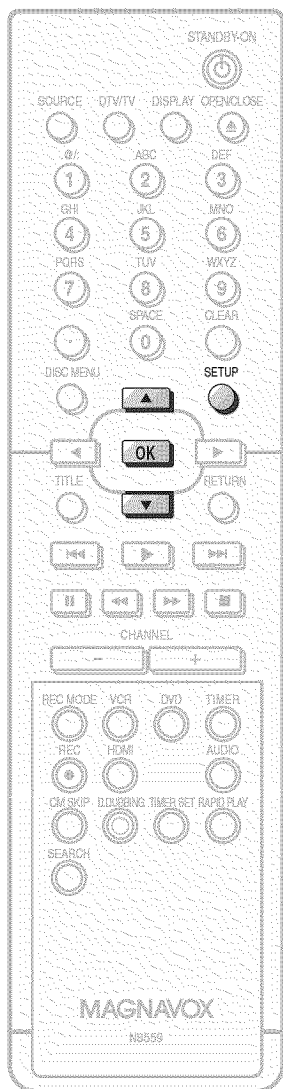 STANDBY-ON
SOURCE DTV/TV DISPLAY OPEN/CLOSE
@/: ABC DEF
1 2 3
GHI JKL MNO
4 5 6
PQRS TUV WXYZ
7 8 9
SPACE CLEAR
. 0
DISC MENU SETUP
OK
TITLE RETURN
CHANNEL
− +
REC MODE VCR DVD TIMER
REC HDMI AUDIO
CM SKIP D.DUBBING TIMER SET RAPID PLAY
SEARCH
MAGNAVOX
NB559